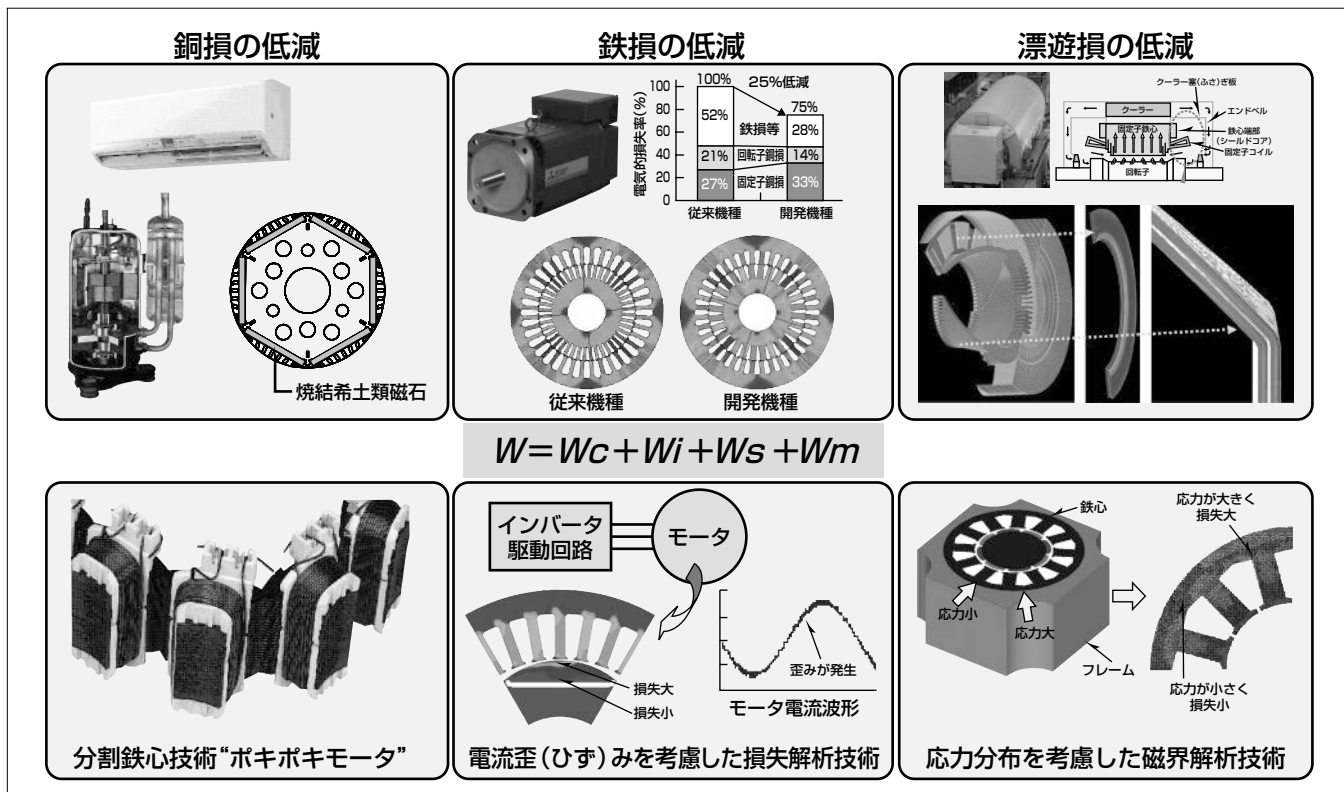 銅損の低減
焼結希土類磁石
鉄損の低減
電気的損失率(%)
100
80
60
40
20
0
100%
25%低減
75%
52%
鉄損等
28%
21%
回転子銅損
14%
27%
固定子銅損
33%
従来機種
開発機種
従来機種
開発機種
漂遊損の低減
クーラー塞(ふさ)ぎ板
クーラー
エンドベル
固定子鉄心
鉄心端部
(シールドコア)
固定子コイル
回転子
W=Wc+Wi+Ws+Wm
分割鉄心技術“ポキポキモータ”
インバータ
駆動回路
モータ
損失大
損失小
歪みが発生
モータ電流波形
電流歪(ひず)みを考慮した損失解析技術
鉄心
応力小
応力大
フレーム
応力が大きく
損失大
応力が小さく
損失小
応力分布を考慮した磁界解析技術